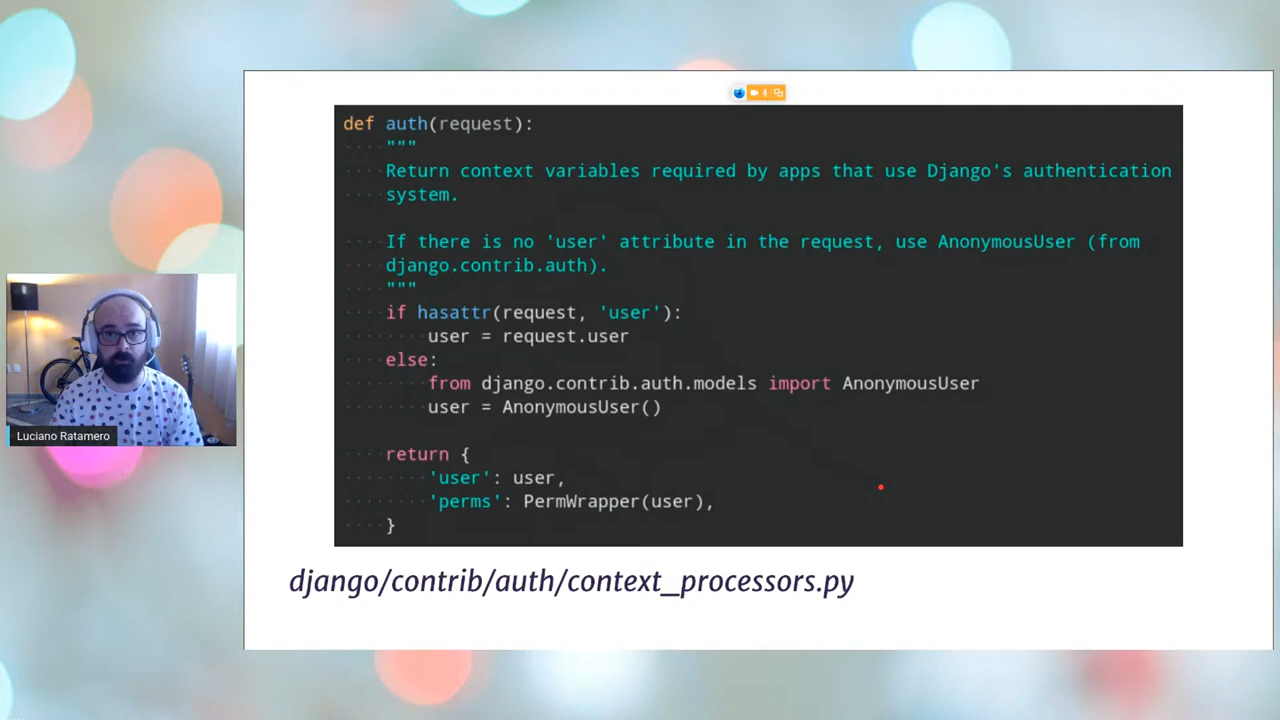 def auth(request):
"""
Return context variables required by apps that use Django's authentication
system.
If there is no 'user' attribute in the request, use AnonymousUser (from
django.contrib.auth).
"""
if hasattr(request, 'user'):
user = request.user
else:
from django.contrib.auth.models import AnonymousUser
user = AnonymousUser()
return {
'user': user,
'perms': PermWrapper(user),
}
django/contrib/auth/context_processors.py
Luciano Ratamero